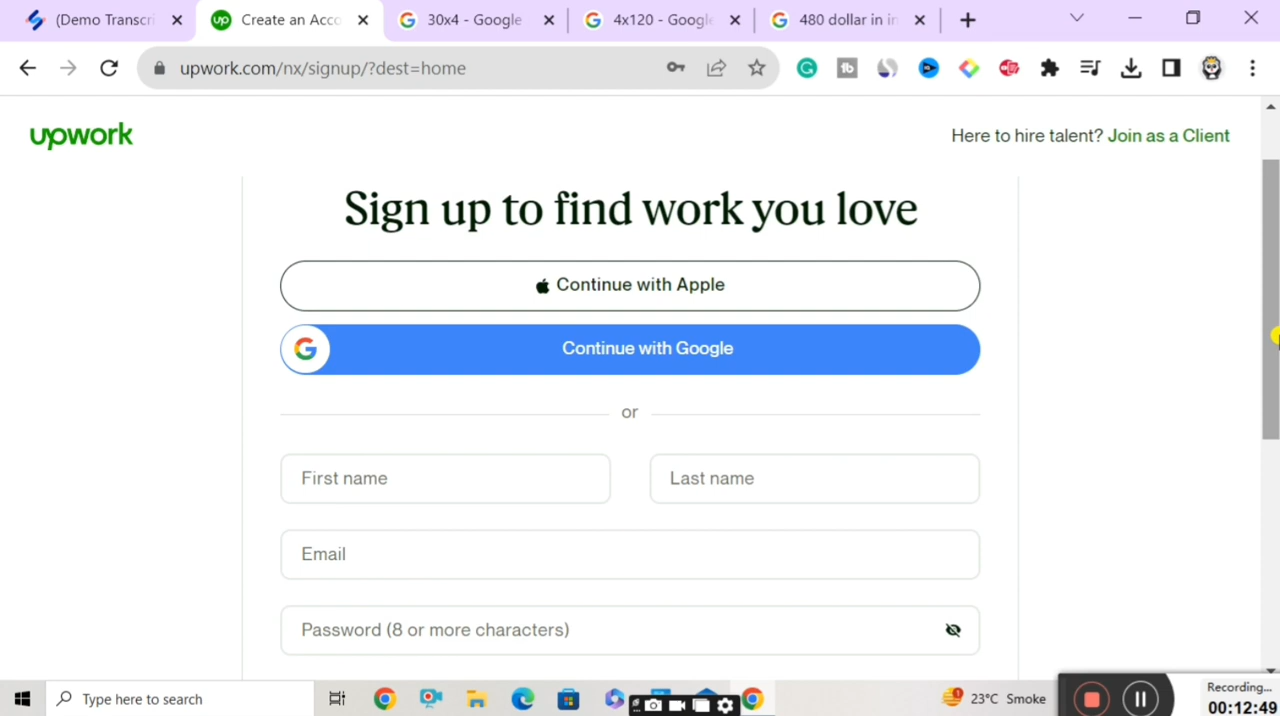 (Demo Transcri
Create an Acco
30x4 - Google
4x120 - Googl
480 dollar in in
upwork.com/nx/signup/?dest=home
upwork
Here to hire talent? Join as a Client
Sign up to find work you love
Continue with Apple
Continue with Google
or
First name
Last name
Email
Password (8 or more characters)
Type here to search
23°C Smoke
Recording...
00:12:49